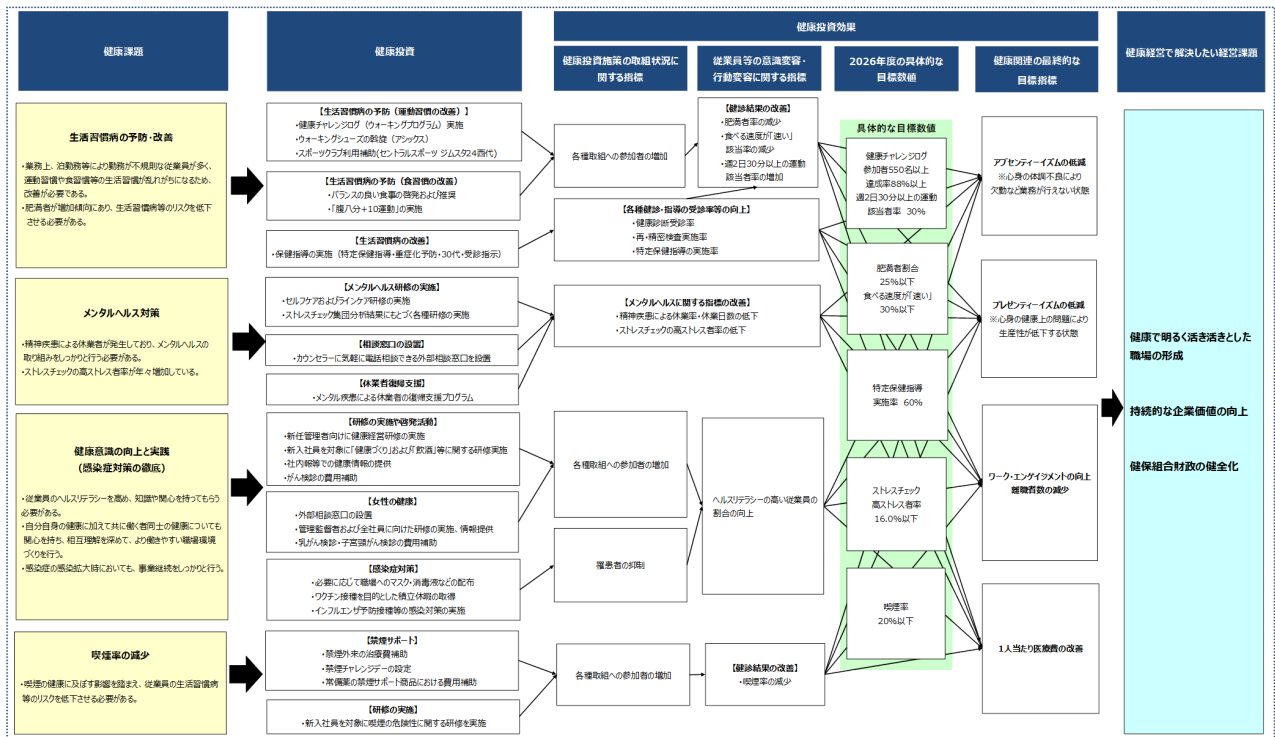 健康課題
健康投資
健康投資効果
健康投資施策の取組状況に
関する指標
従業員等の意識変容・
行動変容に関する指標
2026年度の具体的な
目標数値
健康関連の最終的な
目標指標
健康経営で解決したい経営課題
生活習慣病の予防・改善
・業務上、泊勤務等により勤務が不規則な従業員が多く、
運動習慣や食習慣等の生活習慣が乱れがちになるため、
改善が必要である。
・肥満者が増加傾向にあり、生活習慣病等のリスクを低下
させる必要がある。
メンタルヘルス対策
・精神疾患による休業者が発生しており、メンタルヘルスの
取り組みをしっかりと行う必要がある。
・ストレスチェックの高ストレス者率が年々増加している。
健康意識の向上と実践
(感染症対策の徹底)
・従業員のヘルスリテラシーを高め、知識や関心を持ってもらう
必要がある。
・自分自身の健康に加えて共に働く者同士の健康についても
関心を持ち、相互理解を深めて、より働きやすい職場環境
づくりを行う。
・感染症の感染拡大時においても、事業継続をしっかりと行う。
喫煙率の減少
・喫煙の健康に及ぼす影響を踏まえ、従業員の生活習慣病
等のリスクを低下させる必要がある。
【生活習慣病の予防（運動習慣の改善）】
・健康チャレンジログ（ウォーキングプログラム）実施
・ウォーキングシューズの斡旋（アシックス）
・スポーツクラブ利用補助(セントラルスポーツ ジムスタ24西代)
【生活習慣病の予防（食習慣の改善）
・バランスの良い食事の啓発および推奨
・「腹八分＋10運動」の実施
【生活習慣病の改善】
・保健指導の実施（特定保健指導・重症化予防・30代・受診指示）
【メンタルヘルス研修の実施】
・セルフケアおよびラインケア研修の実施
・ストレスチェック集団分析結果にもとづく各種研修の実施
【相談窓口の設置】
・カウンセラーに気軽に電話相談できる外部相談窓口を設置
【休業者復帰支援】
・メンタル疾患による休業者の復帰支援プログラム
【研修の実施や啓発活動】
・新任管理者向けに健康経営研修の実施
・新入社員を対象に「健康づくり」および「飲酒」等に関する研修実施
・社内報等での健康情報の提供
・がん検診の費用補助
【女性の健康】
・外部相談窓口の設置
・管理監督者および全社員に向けた研修の実施、情報提供
・乳がん検診・子宮頸がん検診の費用補助
【感染症対策】
・必要に応じて職場へのマスク・消毒液などの配布
・ワクチン接種を目的とした積立休暇の取得
・インフルエンザ予防接種等の感染対策の実施
【禁煙サポート】
・禁煙外来の治療費補助
・禁煙チャレンジデーの設定
・常備薬の禁煙サポート商品における費用補助
【研修の実施】
・新入社員を対象に喫煙の危険性に関する研修を実施
各種取組への参加者の増加
【健診結果の改善】
・肥満者率の減少
・食べる速度が「速い」
該当率の減少
・週2日30分以上の運動
該当者率の増加
【各種健診・指導の受診率等の向上】
・健康診断受診率
・再・精密検査実施率
・特定保健指導の実施率
【メンタルヘルスに関する指標の改善】
・精神疾患による休業率・休業日数の低下
・ストレスチェックの高ストレス者率の低下
各種取組への参加者の増加
罹患者の抑制
ヘルスリテラシーの高い従業員の
割合の向上
各種取組への参加者の増加
【健診結果の改善】
・喫煙率の減少
具体的な目標数値
健康チャレンジログ
参加者550名以上
達成率88%以上
週2日30分以上の運動
該当者率 30%
肥満者割合
25%以下
食べる速度が「速い」
30%以下
特定保健指導
実施率 60%
ストレスチェック
高ストレス者率
16.0%以下
喫煙率
20%以下
アブセンティーイズムの低減
※心身の体調不良により
欠勤など業務が行えない状態
プレゼンティーイズムの低減
※心身の健康上の問題により
生産性が低下する状態
ワーク・エンゲイジメントの向上
離職者数の減少
1人当たり医療費の改善
健康で明るく活き活きとした
職場の形成
持続的な企業価値の向上
健保組合財政の健全化